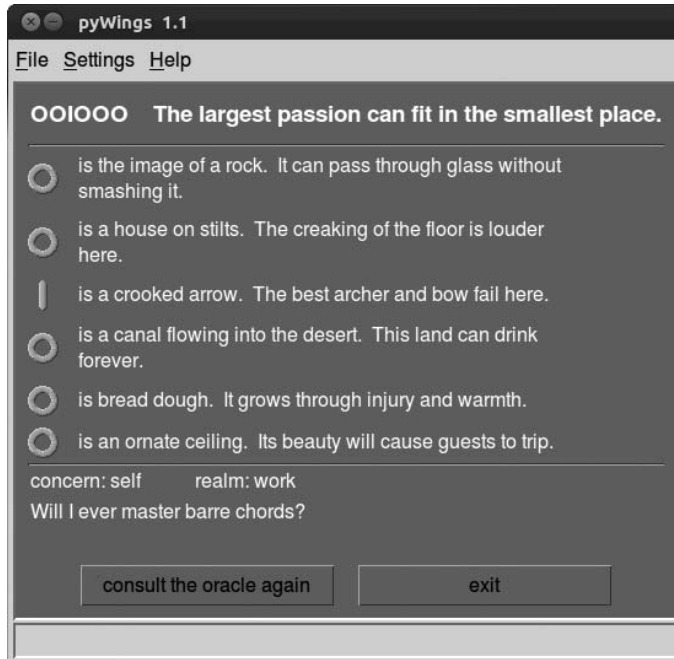 pyWings 1.1
File Settings Help
OOIOOO The largest passion can fit in the smallest place.
is the image of a rock. It can pass through glass without
smashing it.
is a house on stilts. The creaking of the floor is louder
here.
is a crooked arrow. The best archer and bow fail here.
is a canal flowing into the desert. This land can drink
forever.
is bread dough. It grows through injury and warmth.
is an ornate ceiling. Its beauty will cause guests to trip.
concern: self realm: work
Will I ever master barre chords?
consult the oracle again exit